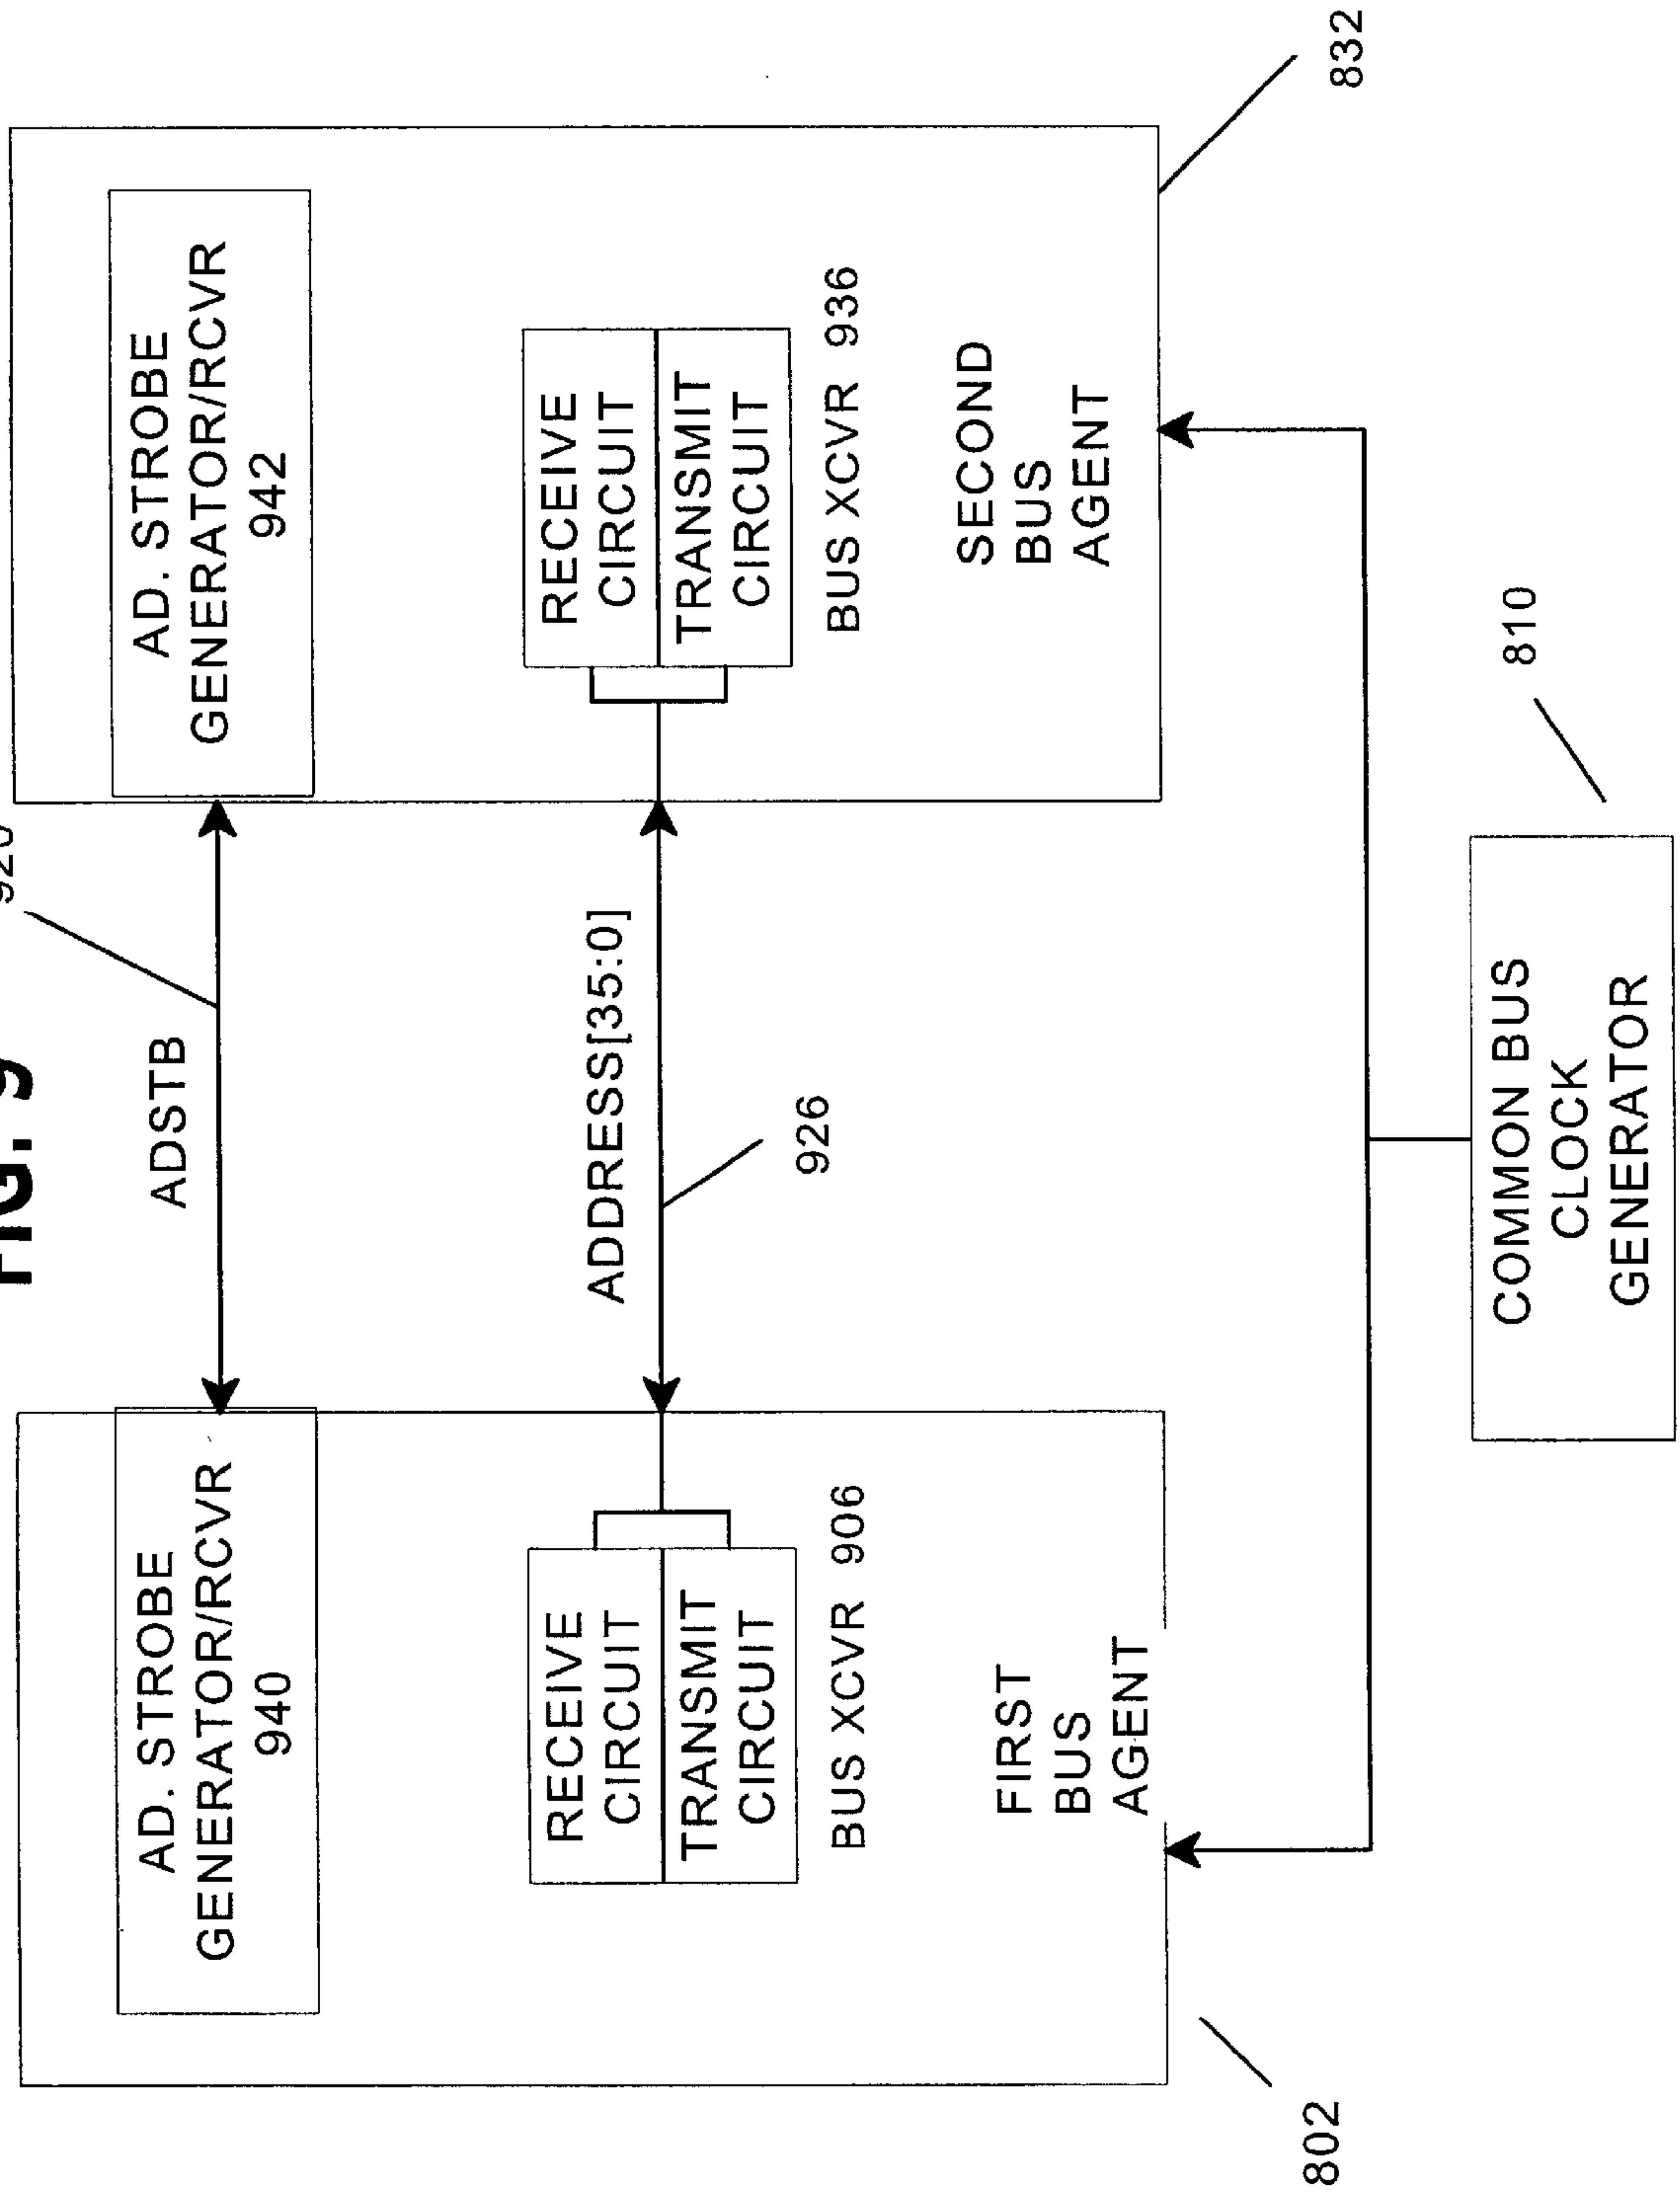 FIG. 9
ADSTB
ADDRESS[35:0]
926
AD. STROBE
GENERATOR/RCVR
940
RECEIVE
CIRCUIT
TRANSMIT
CIRCUIT
BUS XCVR 906
FIRST
BUS
AGENT
802
AD. STROBE
GENERATOR/RCVR
942
RECEIVE
CIRCUIT
TRANSMIT
CIRCUIT
BUS XCVR 936
SECOND
BUS
AGENT
832
COMMON BUS
CLOCK
GENERATOR
810